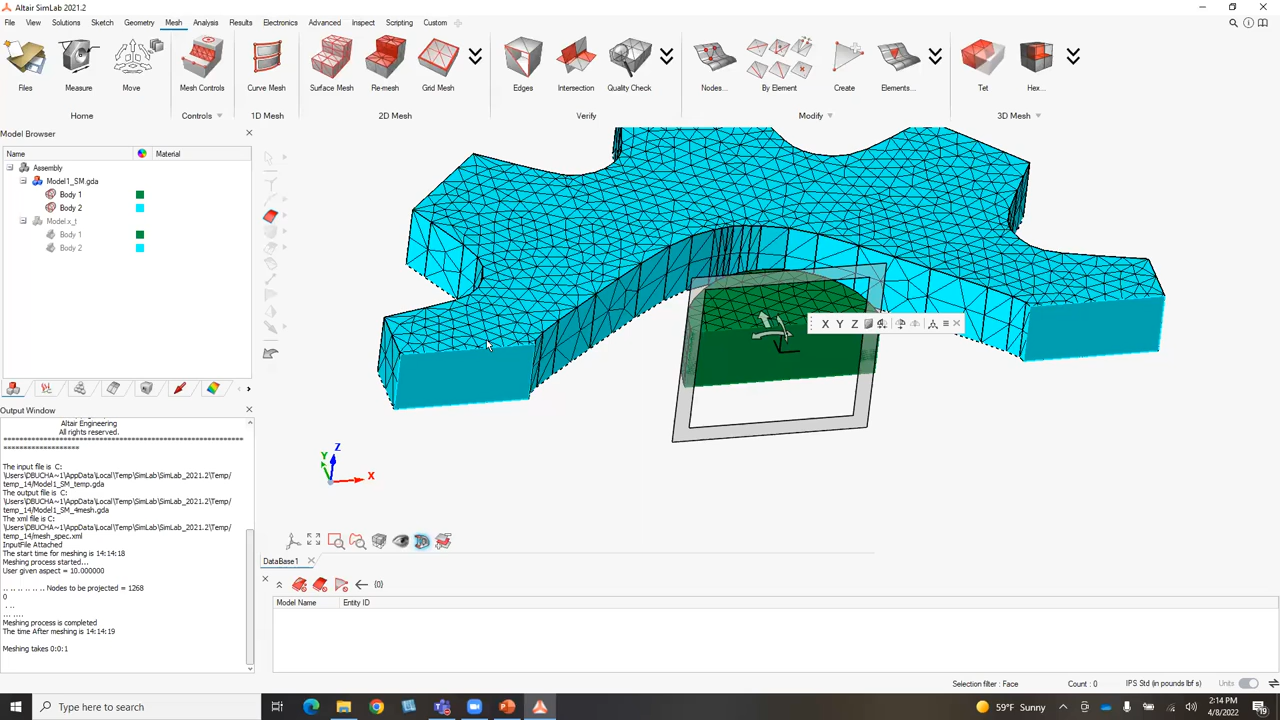 Altair SimLab 2021.2
File View Solutions Sketch Geometry Mesh Analysis Results Electronics Advanced Inspect Scripting Custom
Files Measure Move Mesh Controls Curve Mesh Surface Mesh Re-mesh Grid Mesh Edges Intersection Quality Check Nodes... By Element Create Elements... Tet Hex...
Home Controls 1D Mesh 2D Mesh Verify Modify 3D Mesh
Model Browser
Name Material
Assembly
Model1_SM.gda
Body 1
Body 2
Model.x_t
Body 1
Body 2
X Y Z
Output Window
Altair Engineering
All rights reserved.
==============================================
==================
The input file is C:
\Users\DBUCHA~1\AppData\Local\Temp\SimLab\SimLab_2021.2\Temp/
temp_14/Model1_SM_temp.gda
The output file is C:
\Users\DBUCHA~1\AppData\Local\Temp\SimLab\SimLab_2021.2\Temp/
temp_14/Model1_SM_4mesh.gda
The xml file is C:
\Users\DBUCHA~1\AppData\Local\Temp\SimLab\SimLab_2021.2\Temp/
temp_14/mesh_spec.xml
InputFile Attached
The start time for meshing is 14:14:18
Meshing process started...
User given aspect = 10.000000
.. .. .. .. .. .. Nodes to be projected = 1268
0
. ..
... ....
Meshing process is completed
The time After meshing is 14:14:19
Meshing takes 0:0:1
Z
Y
X
DataBase1
{0}
Model Name Entity ID
Selection filter : Face Count : 0 IPS Std (in pounds lbf s) Units
Type here to search
79°F Sunny
2:14 PM
4/8/2022